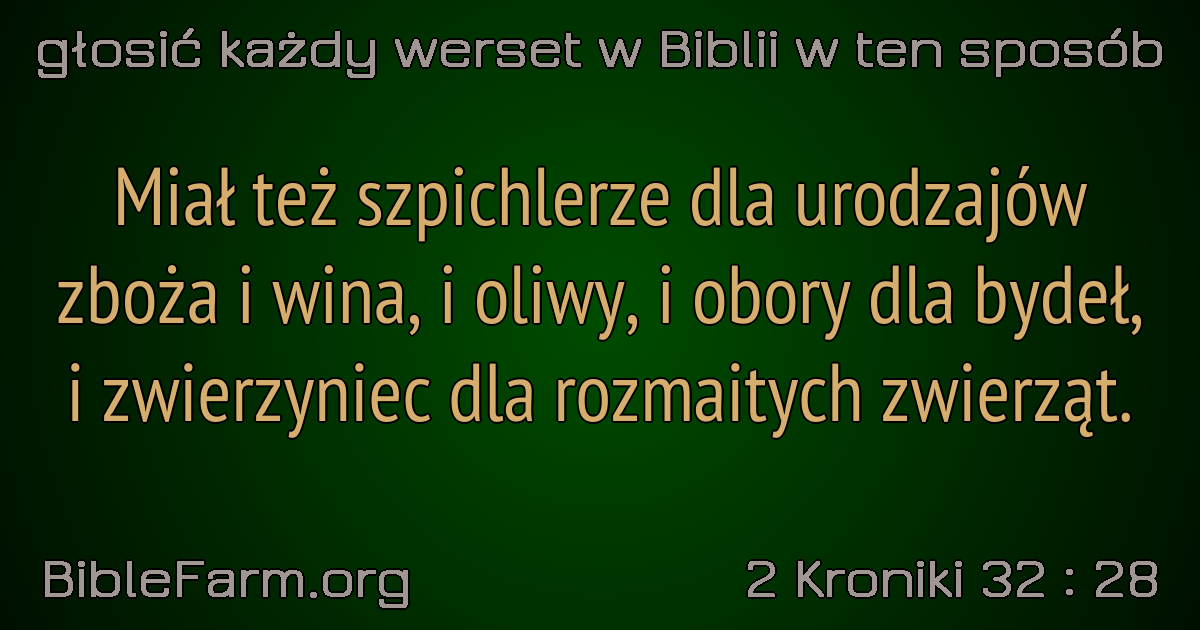 głosić każdy werset w Biblii w ten sposób
Miał też szpichlerze dla urodzajów
zboża i wina, i oliwy, i obory dla bydeł,
i zwierzyniec dla rozmaitych zwierząt.
BibleFarm.org
2 Kroniki 32 : 28